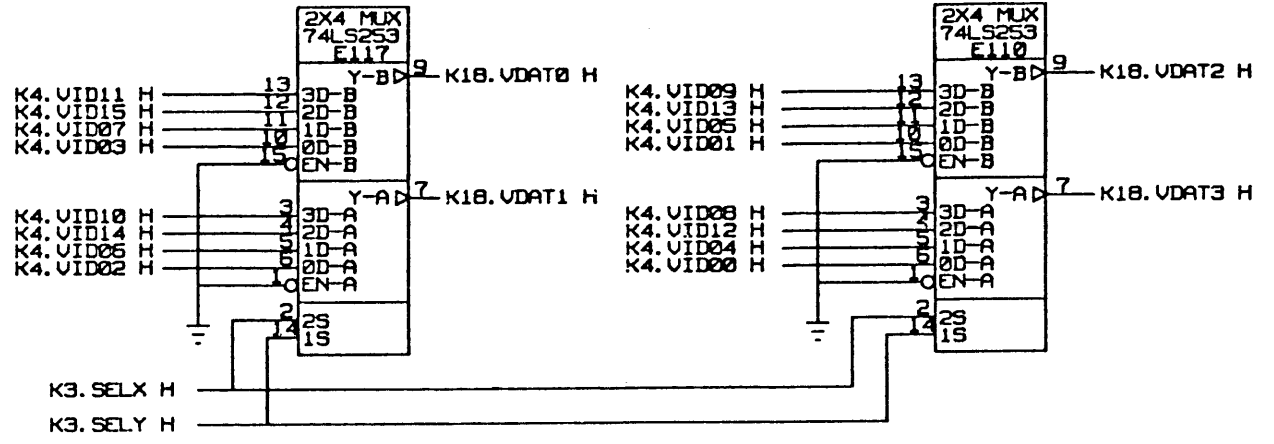 2X4 MUX
74LS253
E117
Y-B 9 K18.VDAT0 H
K4.VID11 H 13 3D-B
K4.VID15 H 12 2D-B
K4.VID07 H 11 1D-B
K4.VID03 H 10 0D-B
15 EN-B
Y-A 7 K18.VDAT1 H
K4.VID10 H 3 3D-A
K4.VID14 H 4 2D-A
K4.VID06 H 5 1D-A
K4.VID02 H 6 0D-A
1 EN-A
2 2S
14 1S
2X4 MUX
74LS253
E110
Y-B 9 K18.VDAT2 H
K4.VID09 H 13 3D-B
K4.VID13 H 12 2D-B
K4.VID05 H 11 1D-B
K4.VID01 H 10 0D-B
15 EN-B
Y-A 7 K18.VDAT3 H
K4.VID08 H 3 3D-A
K4.VID12 H 4 2D-A
K4.VID04 H 5 1D-A
K4.VID00 H 6 0D-A
1 EN-A
2 2S
14 1S
K3.SELX H
K3.SELY H